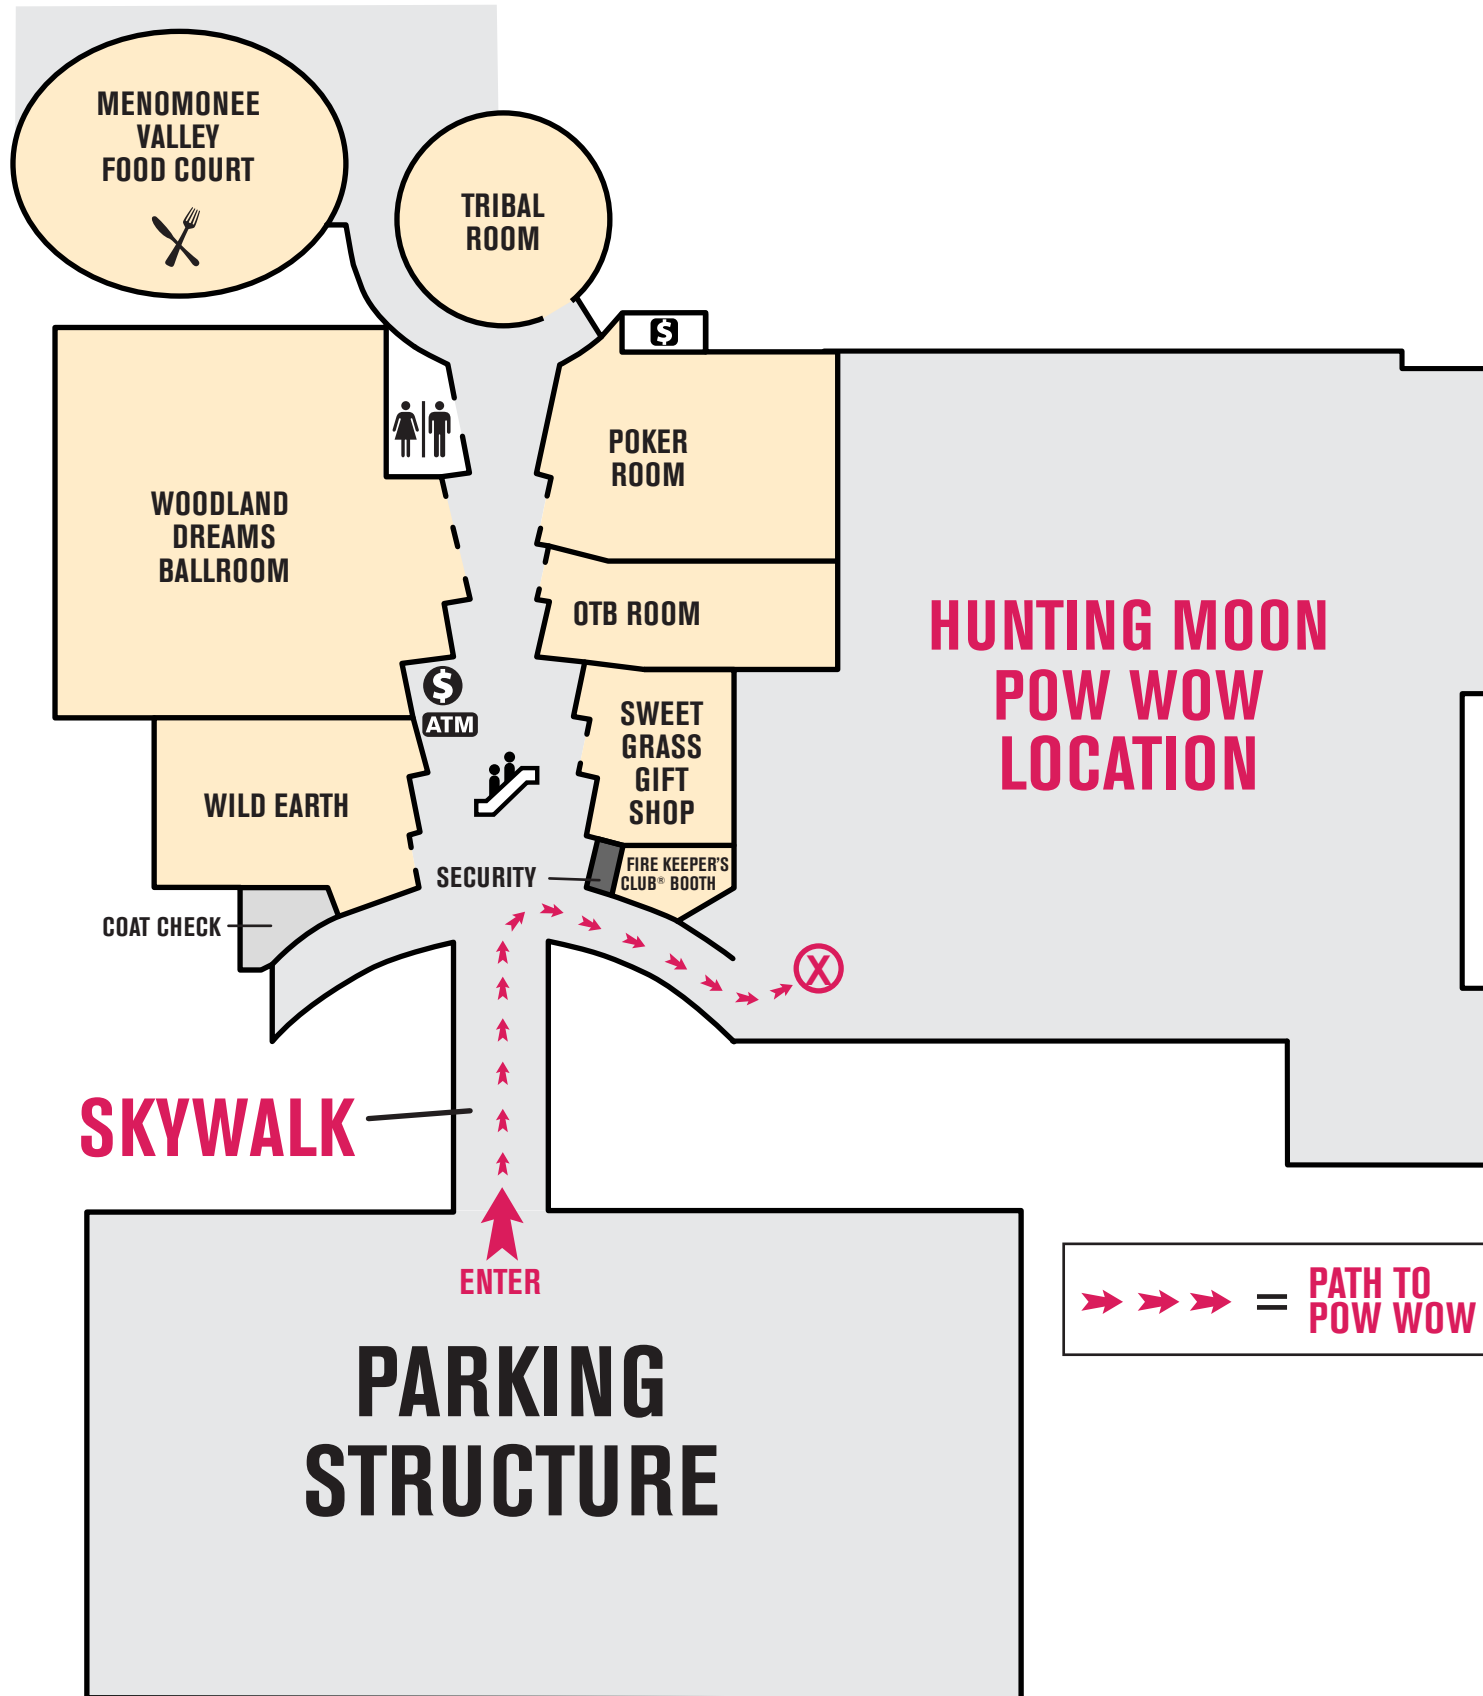 MENOMONEE
VALLEY
FOOD COURT
TRIBAL
ROOM
$
POKER
ROOM
WOODLAND
DREAMS
BALLROOM
OTB ROOM
HUNTING MOON
POW WOW
LOCATION
$
ATM
SWEET
GRASS
GIFT
SHOP
WILD EARTH
FIRE KEEPER'S
CLUB® BOOTH
SECURITY
COAT CHECK
X
SKYWALK
ENTER
= PATH TO
POW WOW
PARKING
STRUCTURE